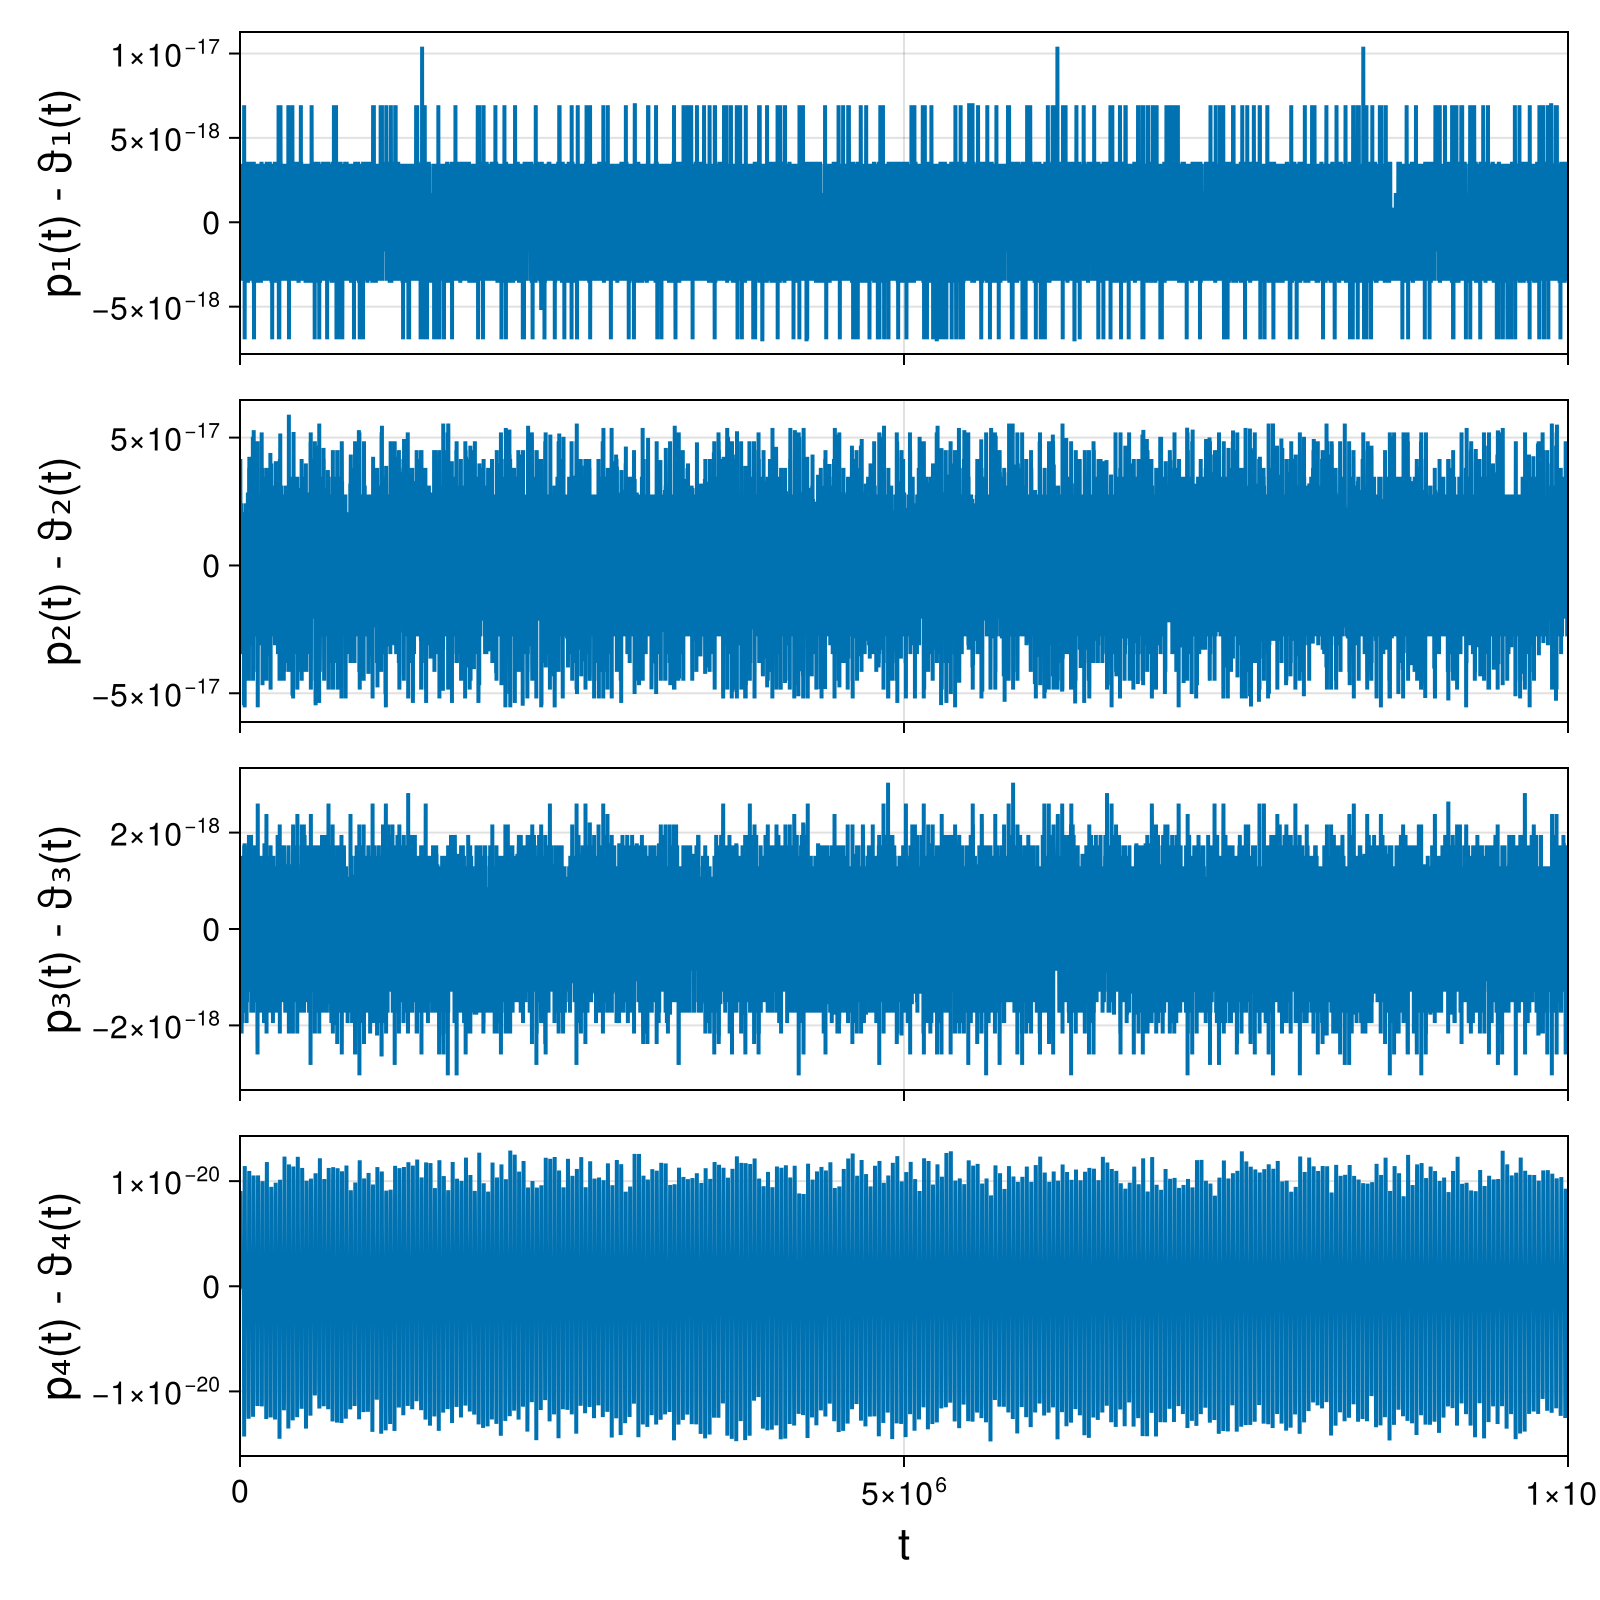 1×10⁻¹⁷
5×10⁻¹⁸
0
−5×10⁻¹⁸
p₁(t) - ϑ₁(t)
5×10⁻¹⁷
0
−5×10⁻¹⁷
p₂(t) - ϑ₂(t)
2×10⁻¹⁸
0
−2×10⁻¹⁸
p₃(t) - ϑ₃(t)
1×10⁻²⁰
0
−1×10⁻²⁰
p₄(t) - ϑ₄(t)
0 5×10⁶ 1×10
t